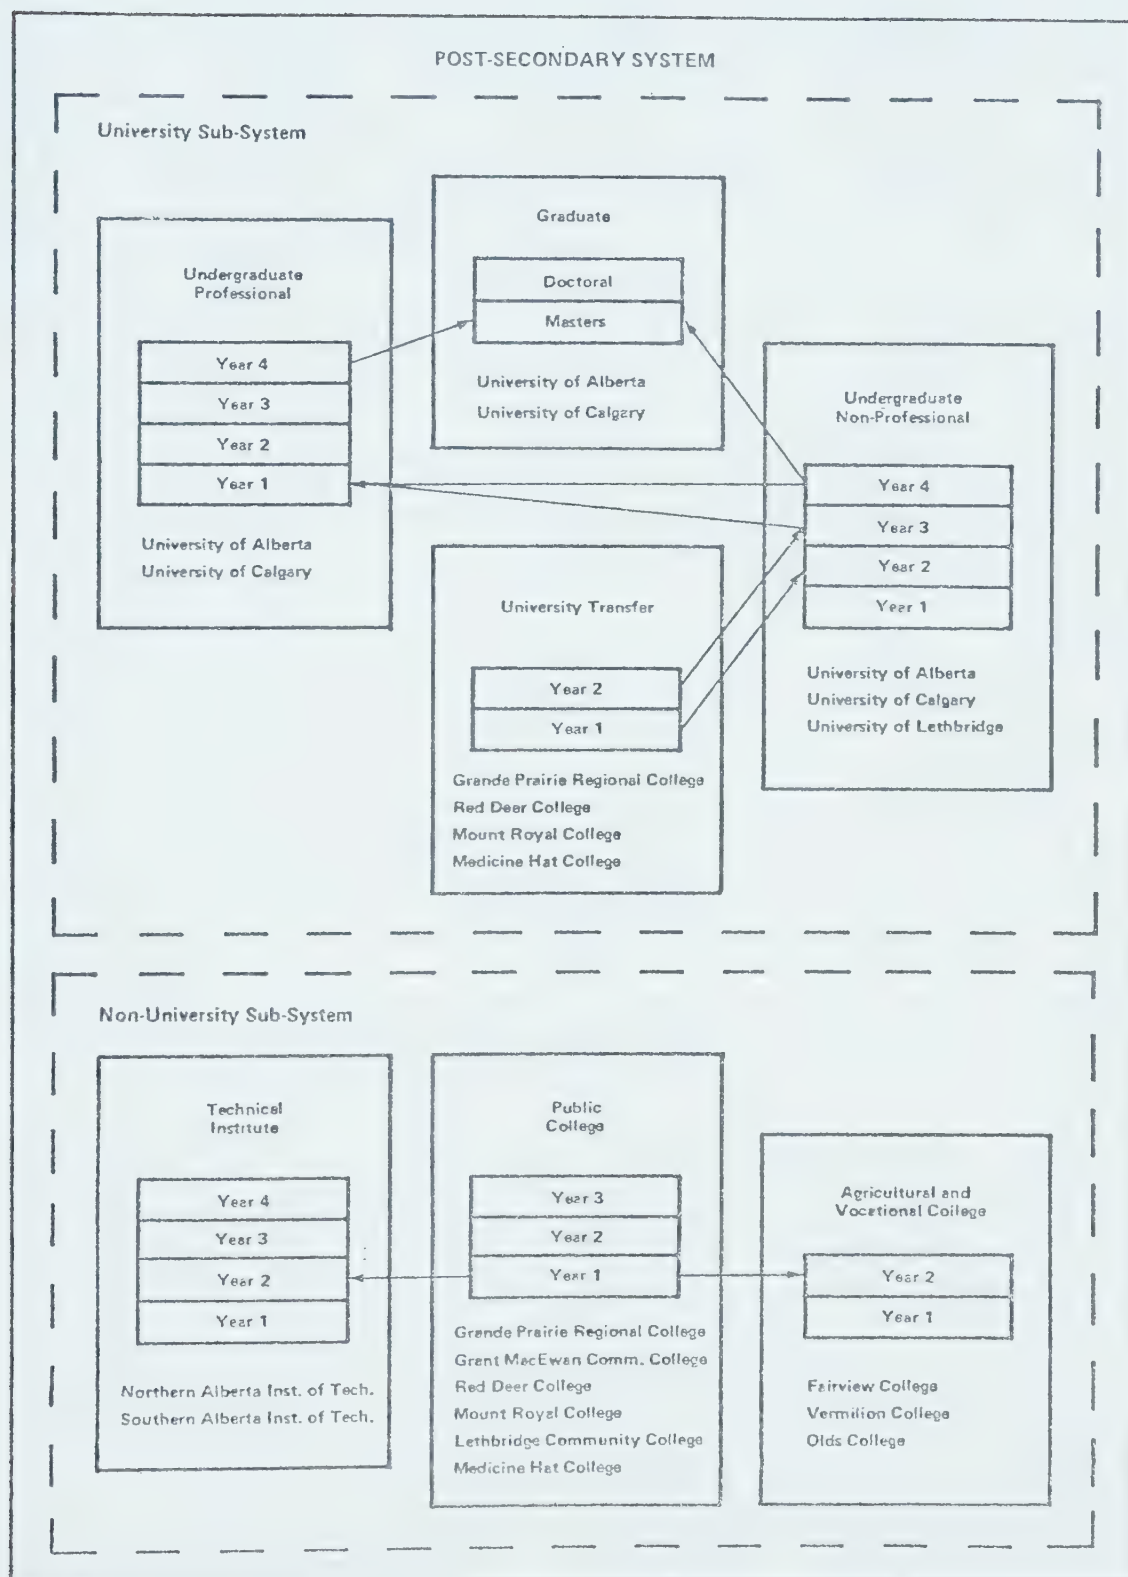 POST-SECONDARY SYSTEM
University Sub-System
Undergraduate
Professional
Year 4
Year 3
Year 2
Year 1
University of Alberta
University of Calgary
Graduate
Doctoral
Masters
University of Alberta
University of Calgary
Undergraduate
Non-Professional
Year 4
Year 3
Year 2
Year 1
University of Alberta
University of Calgary
University of Lethbridge
University Transfer
Year 2
Year 1
Grande Prairie Regional College
Red Deer College
Mount Royal College
Medicine Hat College
Non-University Sub-System
Technical
Institute
Year 4
Year 3
Year 2
Year 1
Northern Alberta Inst. of Tech.
Southern Alberta Inst. of Tech.
Public
College
Year 3
Year 2
Year 1
Grande Prairie Regional College
Grant MacEwan Comm. College
Red Deer College
Mount Royal College
Lethbridge Community College
Medicine Hat College
Agricultural and
Vocational College
Year 2
Year 1
Fairview College
Vermilion College
Olds College